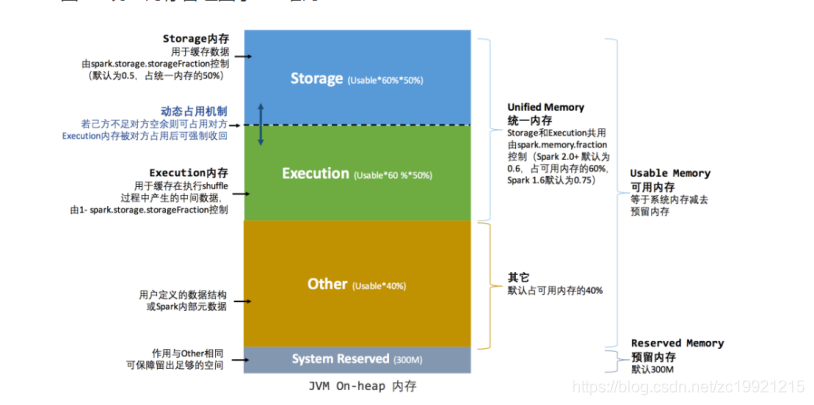 Storage内存
用于缓存数据
由spark.storage.storageFraction控制
（默认为0.5、占统一内存的50%）
动态占用机制
若己方不足对方空余则可占用对方
Execution内存被对方占用后可强制收回
Execution内存
用于缓存在执行shuffle
过程中产生的中间数据,
由1- spark.storage.storageFraction控制
用户定义的数据结构
或Spark内部元数据
作用与Other相同
可保障留出足够的空间
Storage (Usable*60%*50%)
Execution (Usable*60 %*50%)
Other (Usable*40%)
System Reserved (300M)
JVM On-heap 内存
Unified Memory
统一内存
Storage和Execution共用
由spark.memory.fraction
控制（Spark 2.0+ 默认为
0.6，占可用内存的60%,
Spark 1.6默认为0.75）
其它
默认占可用内存的40%
Usable Memory
可用内存
等于系统内存减去
预留内存
Reserved Memory
预留内存
默认300M
https://blog.csdn.net/zc19921215